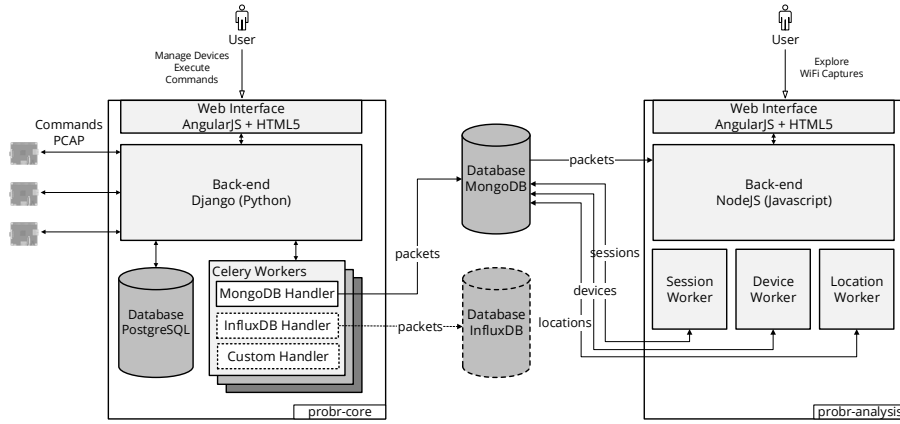 User
Manage Devices
Execute
Commands
Web Interface
AngularJS + HTML5
Commands
PCAP
Back-end
Django (Python)
Database
PostgreSQL
Celery Workers
MongoDB Handler
InfluxDB Handler
Custom Handler
probr-core
packets
packets
Database
MongoDB
Database
InfluxDB
packets
sessions
devices
locations
User
Explore
WiFi Captures
Web Interface
AngularJS + HTML5
Back-end
NodeJS (Javascript)
Session
Worker
Device
Worker
Location
Worker
probr-analysis